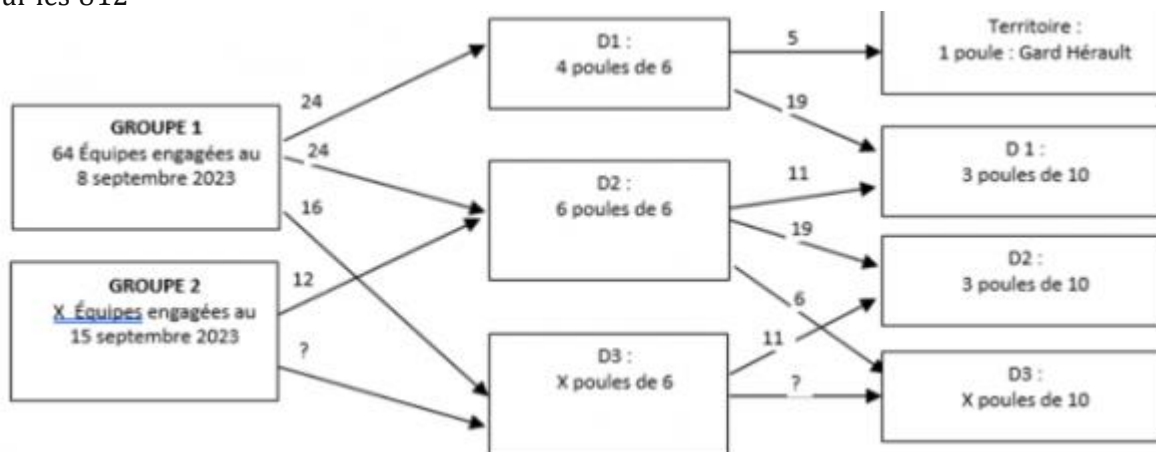 ur les U12
GROUPE 1
64 Équipes engagées au
8 septembre 2023
GROUPE 2
X Équipes engagées au
15 septembre 2023
24
24
16
12
?
D1 :
4 poules de 6
D2 :
6 poules de 6
D3 :
X poules de 6
5
19
11
19
6
11
?
Territoire :
1 poule : Gard Hérault
D 1 :
3 poules de 10
D2 :
3 poules de 10
D3 :
X poules de 10